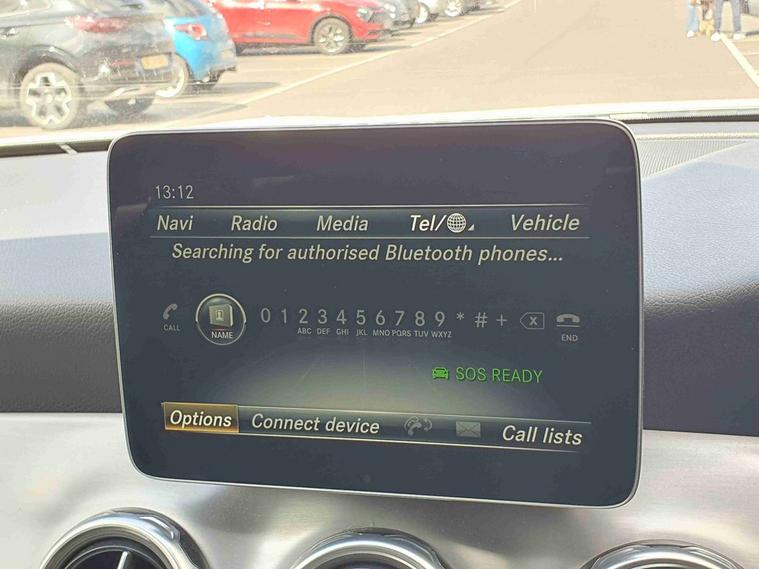 13:12
Navi Radio Media Tel/ Vehicle
Searching for authorised Bluetooth phones...
CALL NAME 0 1 2 3 4 5 6 7 8 9 * # + X END
ABC DEF GHI JKL MNO PQRS TUV WXYZ
SOS READY
Options Connect device Call lists